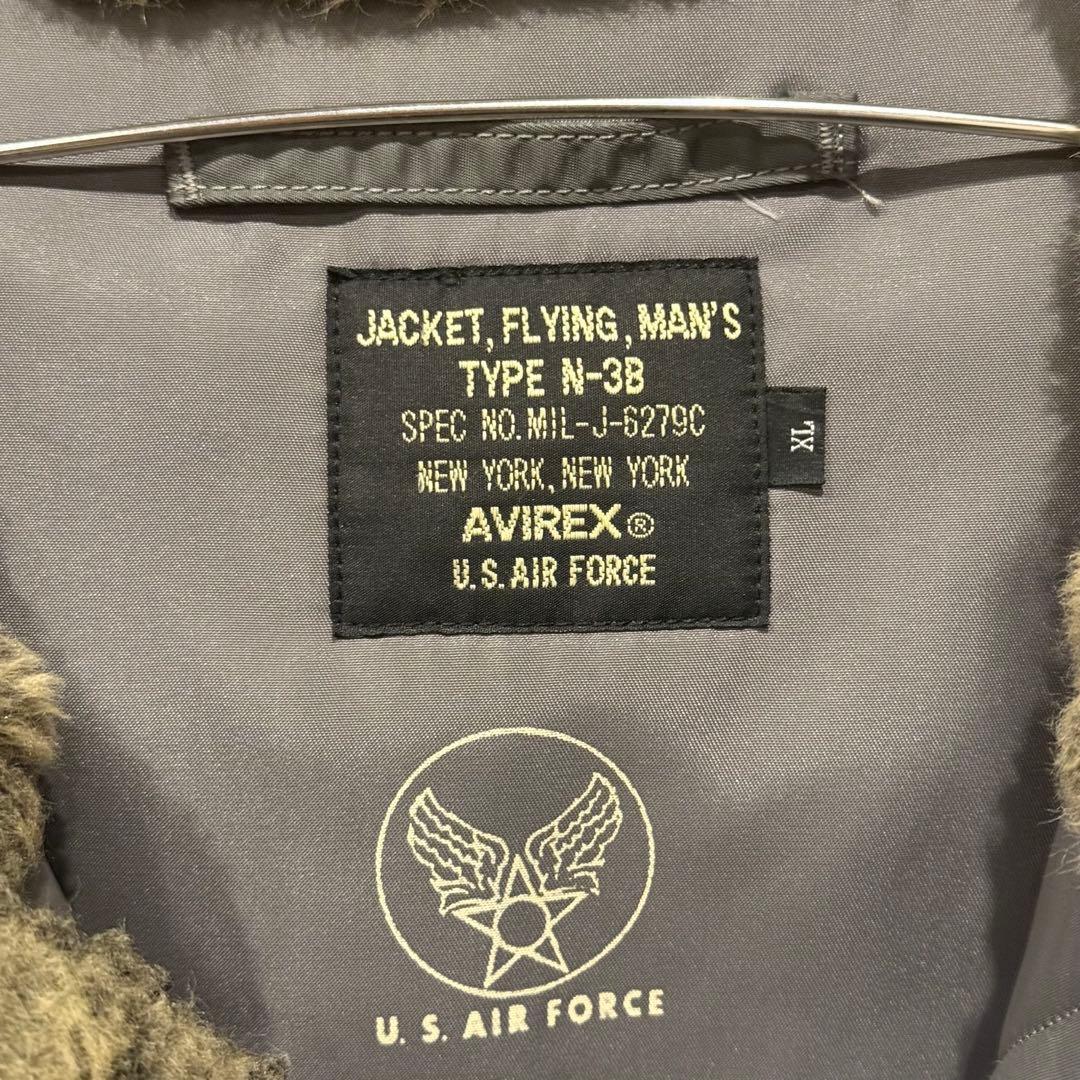 JACKET, FLYING, MAN'S
TYPE N-3B
SPEC NO. MIL-J-6279C
NEW YORK, NEW YORK
AVIREX®
U.S. AIR FORCE
XL
U. S. AIR FORCE